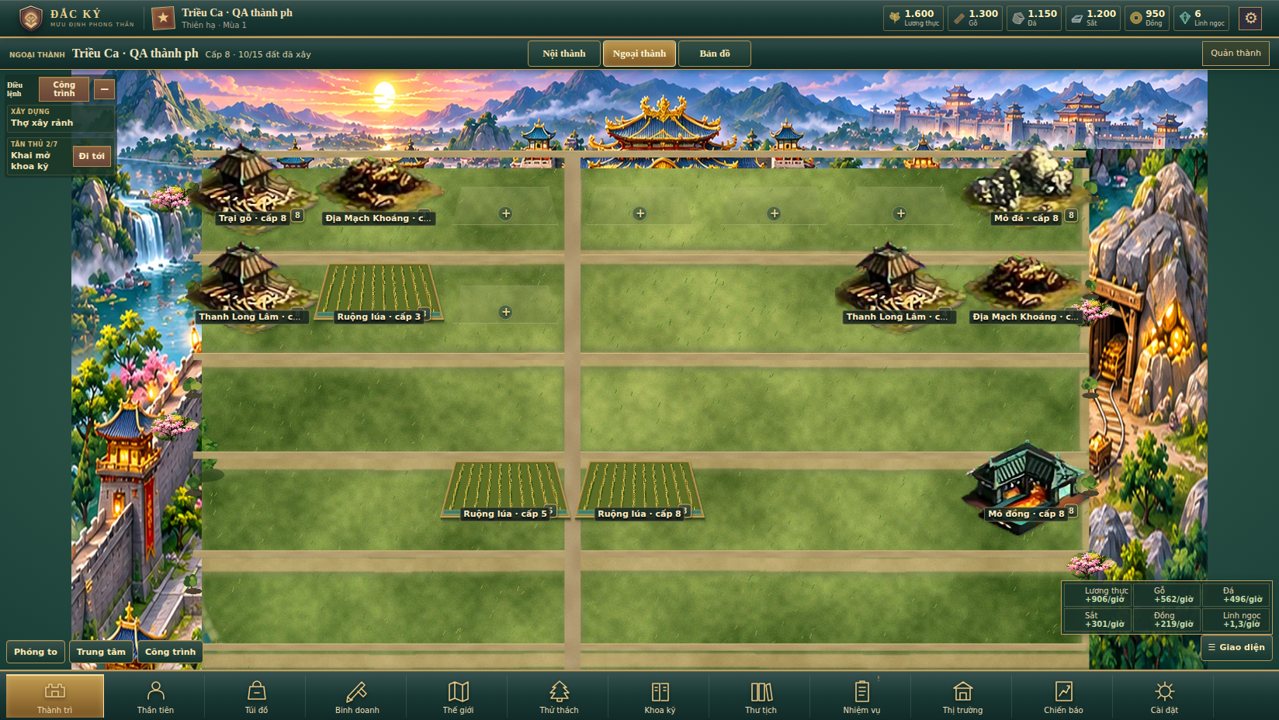 ĐẮC KỶ
MƯU ĐỊNH PHONG THẦN
Triều Ca · QA thành ph
Thiên hạ · Mùa 1
1.600
Lương thực
1.300
Gỗ
1.150
Đá
1.200
Sắt
950
Đồng
6
Linh ngọc
NGOẠI THÀNH
Triều Ca · QA thành ph
Cấp 8 · 10/15 đất đã xây
Nội thành
Ngoại thành
Bản đồ
Quản thành
Điều lệnh
Công trình
−
XÂY DỰNG
Thợ xây rảnh
TÂN THỦ 2/7
Khai mở khoa kỹ
Đi tới
Trại gỗ · cấp 8
8
Địa Mạch Khoáng · c...
+
+
+
+
Mỏ đá · cấp 8
8
Thanh Long Lâm · c...
Ruộng lúa · cấp 3
+
Thanh Long Lâm · c...
Địa Mạch Khoáng · c...
Ruộng lúa · cấp 5
Ruộng lúa · cấp 8
Mỏ đồng · cấp 8
8
Lương thực
+906/giờ
Gỗ
+562/giờ
Đá
+496/giờ
Sắt
+301/giờ
Đồng
+219/giờ
Linh ngọc
+1,3/giờ
Phóng to
Trung tâm
Công trình
☰ Giao diện
Thành trì
Thần tiên
Túi đồ
Binh doanh
Thế giới
Thử thách
Khoa kỹ
Thư tịch
Nhiệm vụ
Thị trường
Chiến báo
Cài đặt